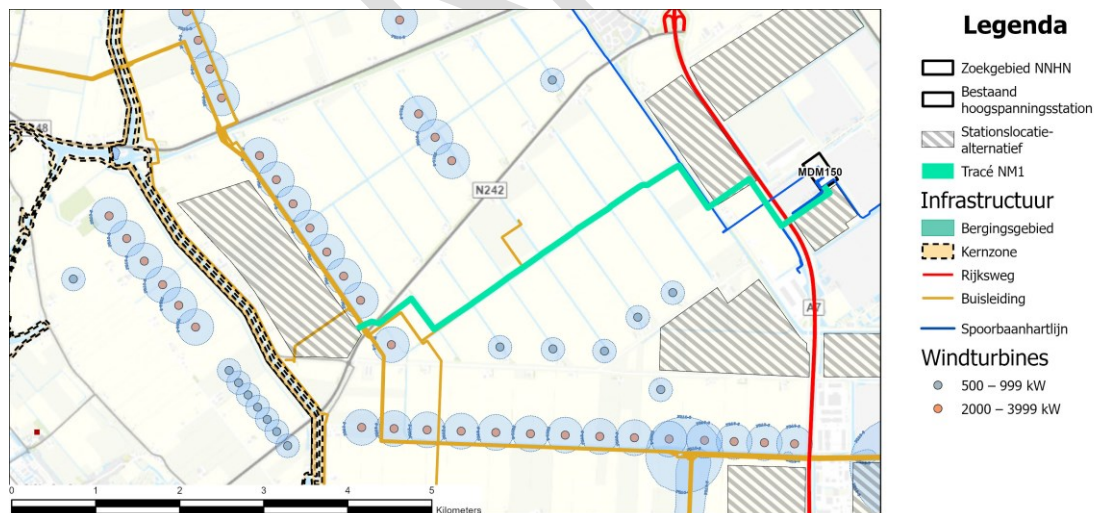 Legenda
Zoekgebied NNHN
Bestaand
hoogspanningsstation
Stationslocatie-
alternatief
Tracé NM1
Infrastructuur
Bergingsgebied
Kernzone
Rijksweg
Buisleiding
Spoorbaanhartlijn
Windturbines
500 – 999 kW
2000 – 3999 kW
MDM150
N242
A7
0 1 2 3 4 5
Kilometers